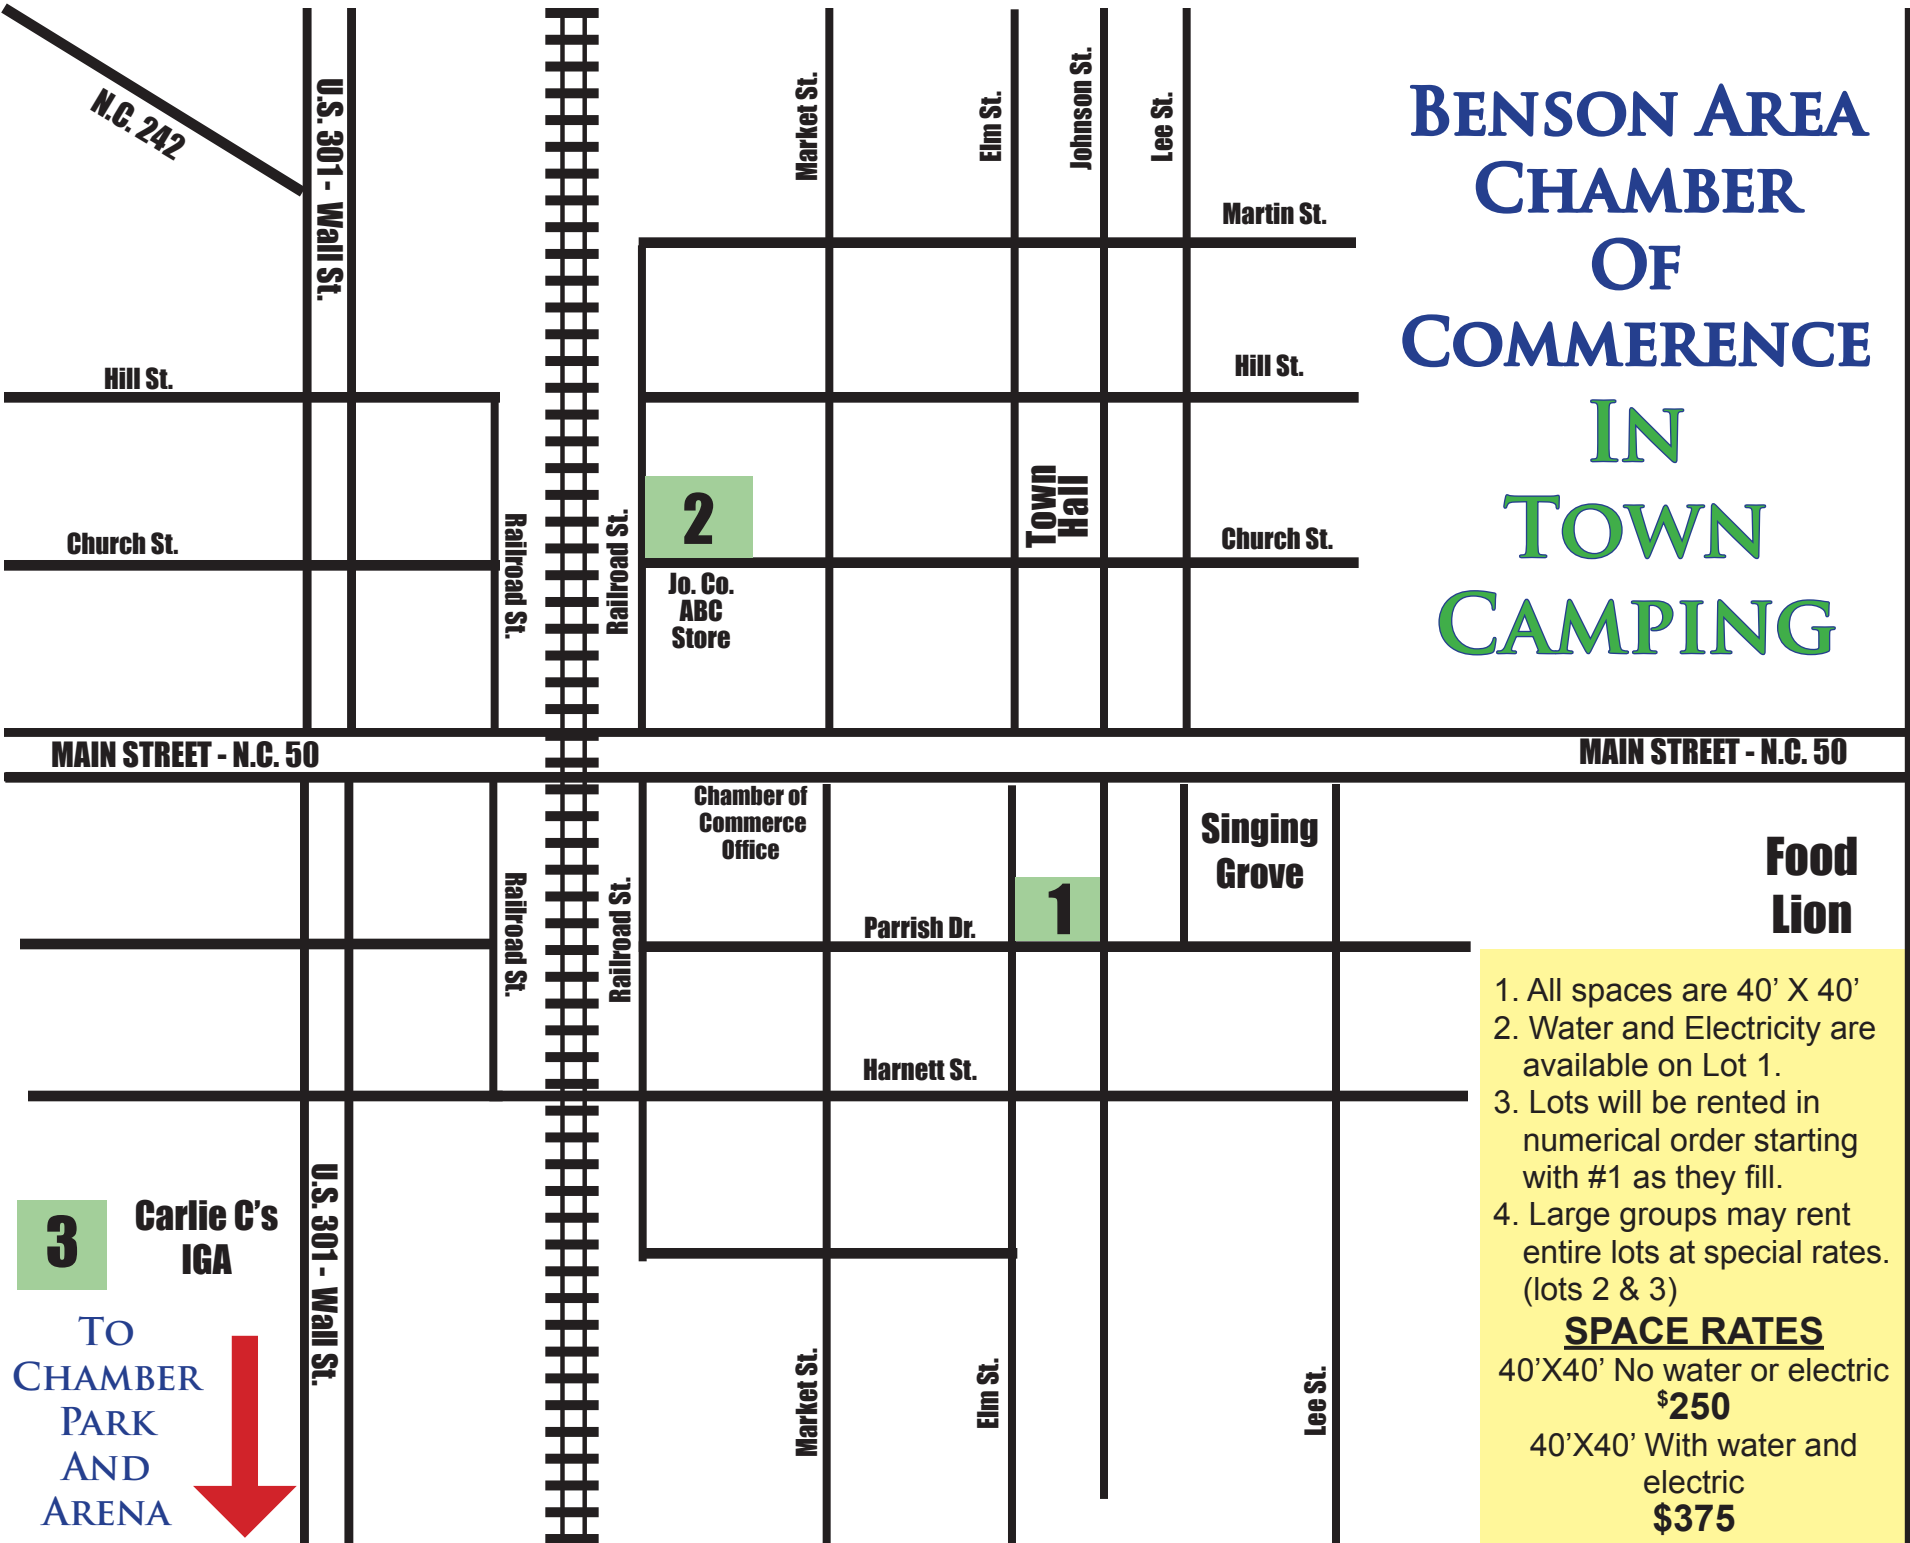 N.C. 242
U.S. 301 - Wall St.
Market St.
Elm St.
Johnson St.
Lee St.
Martin St.
BENSON AREA
CHAMBER
OF
COMMERENCE
IN
TOWN
CAMPING
Hill St.
Hill St.
Church St.
Railroad St.
Railroad St.
2
Town
Hall
Church St.
Jo. Co.
ABC
Store
MAIN STREET - N.C. 50
MAIN STREET - N.C. 50
Chamber of
Commerce
Office
Singing
Grove
Food
Lion
Railroad St.
Railroad St.
1
Parrish Dr.
Harnett St.
3
Carlie C’s
IGA
U.S. 301 - Wall St.
TO
CHAMBER
PARK
AND
ARENA
Market St.
Elm St.
Lee St.
1. All spaces are 40’ X 40’
2. Water and Electricity are
available on Lot 1.
3. Lots will be rented in
numerical order starting
with #1 as they fill.
4. Large groups may rent
entire lots at special rates.
(lots 2 & 3)
SPACE RATES
40’X40’ No water or electric
$250
40’X40’ With water and
electric
$375